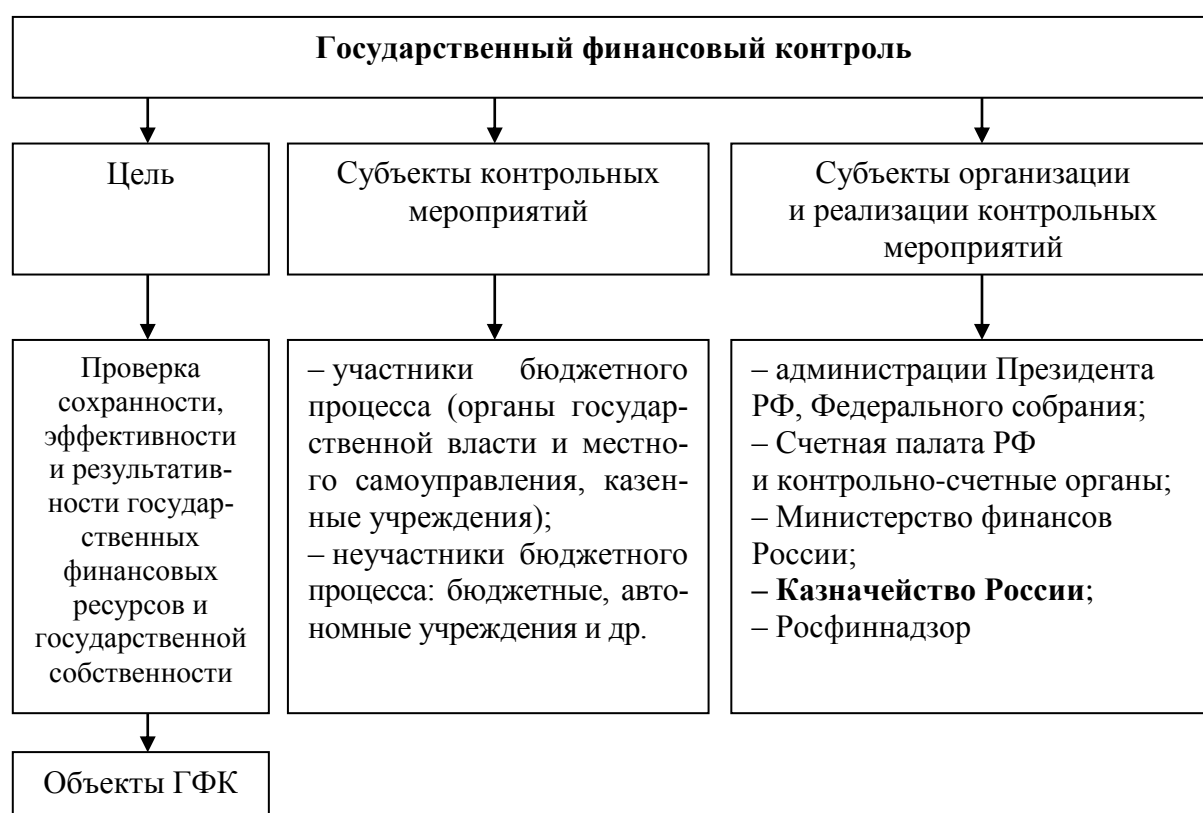 Государственный финансовый контроль
Цель
Субъекты контрольных
мероприятий
Субъекты организации
и реализации контрольных
мероприятий
Проверка
сохранности,
эффективности
и результатив-
ности государ-
ственных
финансовых
ресурсов и
государственной
собственности
– участники бюджетного
процесса (органы государ-
ственной власти и местно-
го самоуправления, казен-
ные учреждения);
– неучастники бюджетного
процесса: бюджетные, авто-
номные учреждения и др.
– администрации Президента
РФ, Федерального собрания;
– Счетная палата РФ
и контрольно-счетные органы;
– Министерство финансов
России;
– Казначейство России;
– Росфиннадзор
Объекты ГФК